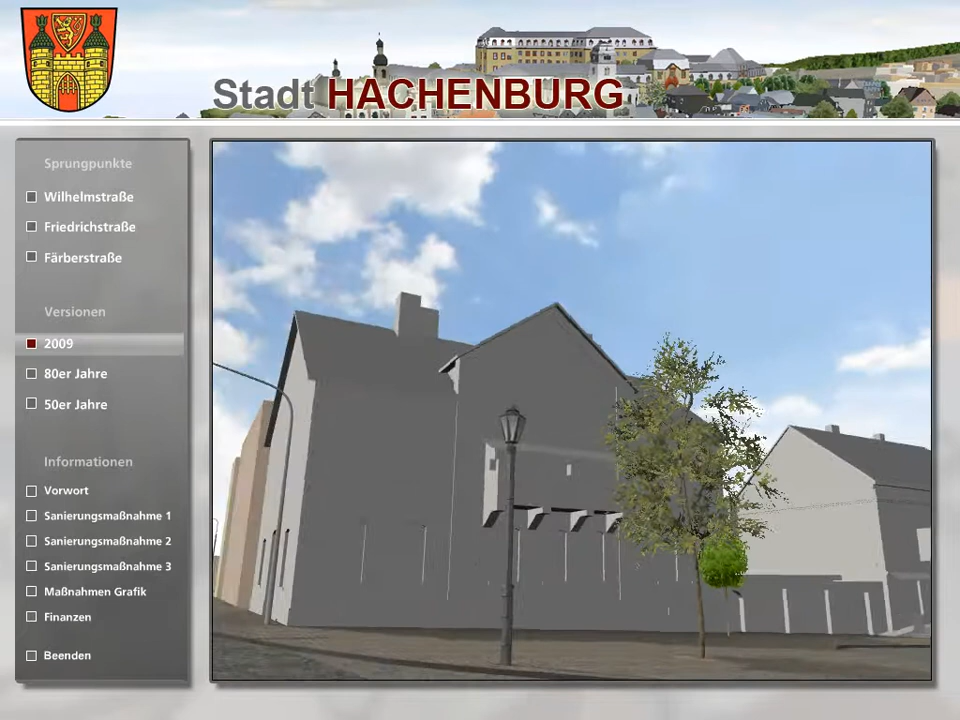 Stadt HACHENBURG
Sprungpunkte
Wilhelmstraße
Friedrichstraße
Färberstraße
Versionen
2009
80er Jahre
50er Jahre
Informationen
Vorwort
Sanierungsmaßnahme 1
Sanierungsmaßnahme 2
Sanierungsmaßnahme 3
Maßnahmen Grafik
Finanzen
Beenden